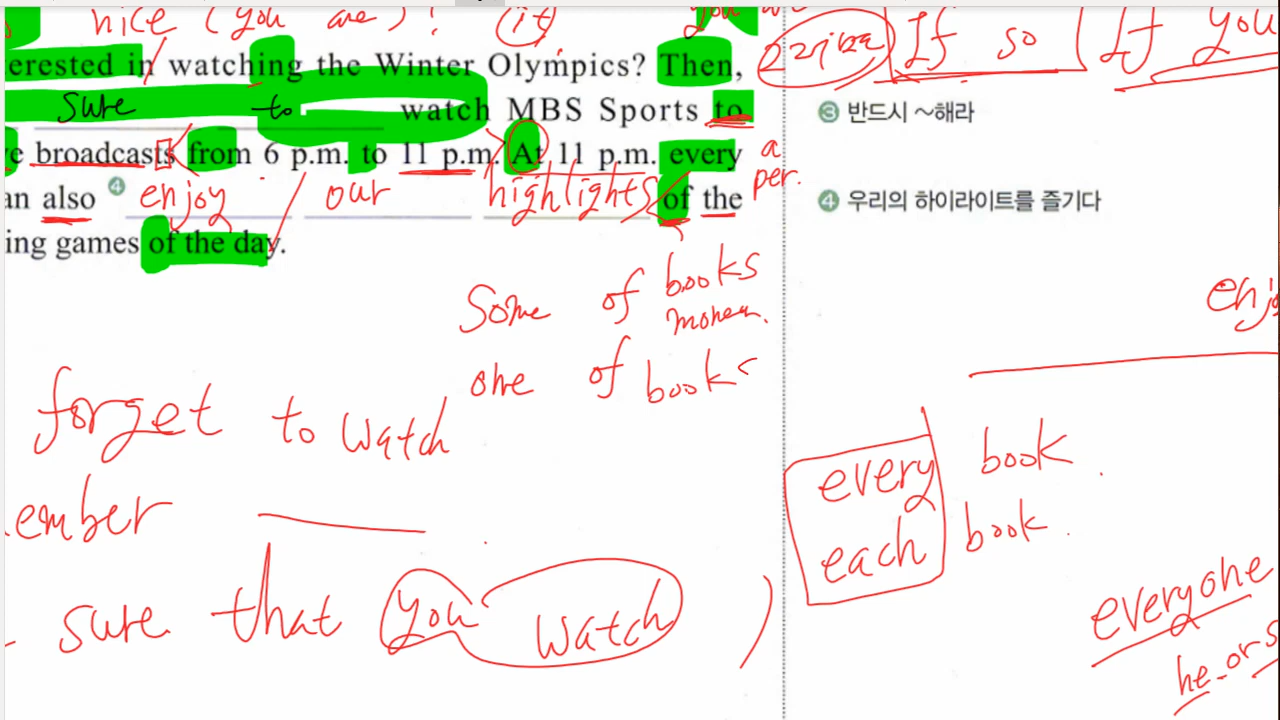 nice (you are)! (it)
If so If you
erested in watching the Winter Olympics? Then,
sure to watch MBS Sports to
③ 반드시 ~해라
e broadcasts from 6 p.m. to 11 p.m. At 11 p.m. every a
per.
an also ④ enjoy our highlights of the
④ 우리의 하이라이트를 즐기다
ing games of the day.
Some of books
one of books
enjo
forget to watch
every book
ember
each book
sure that you watch )
everyone
he or s